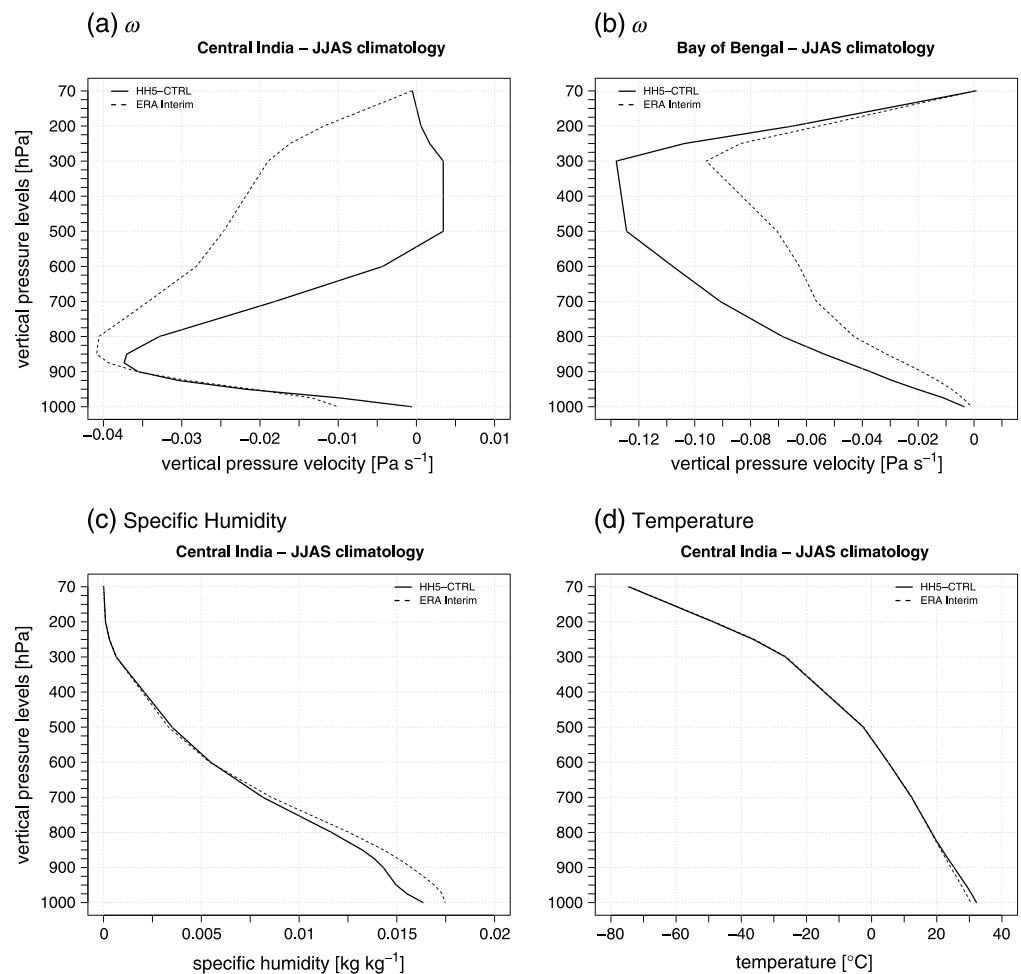 (a) ω
Central India – JJAS climatology
HH5–CTRL
ERA Interim
vertical pressure levels [hPa]
70
200
300
400
500
600
700
800
900
1000
−0.04 −0.03 −0.02 −0.01 0 0.01
vertical pressure velocity [Pa s⁻¹]
(b) ω
Bay of Bengal – JJAS climatology
HH5–CTRL
ERA Interim
70
200
300
400
500
600
700
800
900
1000
−0.12 −0.10 −0.08 −0.06 −0.04 −0.02 0
vertical pressure velocity [Pa s⁻¹]
(c) Specific Humidity
Central India – JJAS climatology
HH5–CTRL
ERA Interim
vertical pressure levels [hPa]
70
200
300
400
500
600
700
800
900
1000
0 0.005 0.01 0.015 0.02
specific humidity [kg kg⁻¹]
(d) Temperature
Central India – JJAS climatology
HH5–CTRL
ERA Interim
70
200
300
400
500
600
700
800
900
1000
−80 −60 −40 −20 0 20 40
temperature [°C]